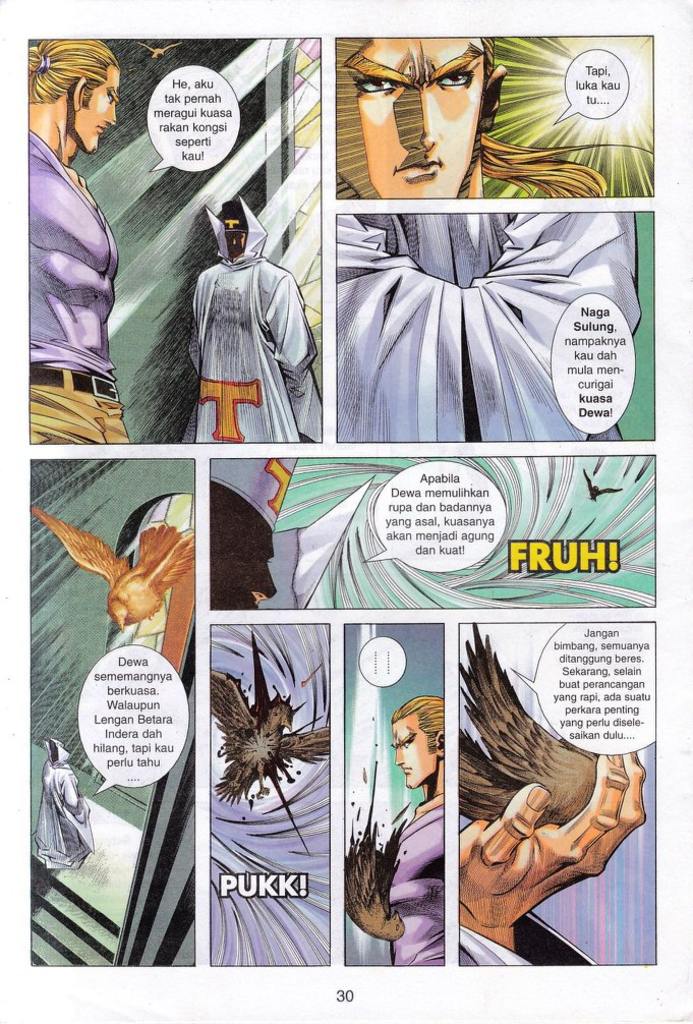 He, aku
tak pernah
meragui kuasa
rakan kongsi
seperti
kau!
Tapi,
luka kau
tu....
T
T
Naga
Sulung,
nampaknya
kau dah
mula men-
curigai
kuasa
Dewa!
Dewa
sememangnya
berkuasa.
Walaupun
Lengan Betara
Indera dah
hilang, tapi kau
perlu tahu
....
Apabila
Dewa memulihkan
rupa dan badannya
yang asal, kuasanya
akan menjadi agung
dan kuat!
FRUH!
PUKK!
Jangan
bimbang, semuanya
ditanggung beres.
Sekarang, selain
buat perancangan
yang rapi, ada suatu
perkara penting
yang perlu disele-
saikan dulu....
30